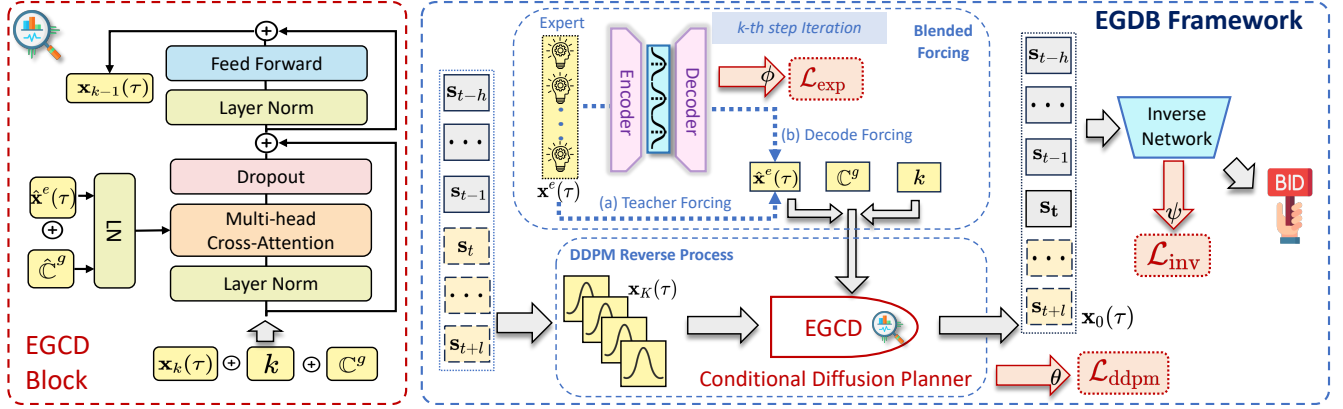 x_{k−1}(τ)
Feed Forward
Layer Norm
Dropout
Multi-head
Cross-Attention
Layer Norm
x̂^e(τ)
Ĉ^g
LN
EGCD
Block
x_k(τ)
k
ℂ^g
EGDB Framework
Expert
x^e(τ)
Encoder
Decoder
k-th step Iteration
Blended
Forcing
ϕ
ℒ_exp
(b) Decode Forcing
(a) Teacher Forcing
x̂^e(τ)
ℂ^g
k
s_{t−h}
···
s_{t−1}
s_t
···
s_{t+l}
DDPM Reverse Process
x_K(τ)
EGCD
Conditional Diffusion Planner
θ
ℒ_ddpm
s_{t−h}
···
s_{t−1}
s_t
···
s_{t+l}
x_0(τ)
Inverse
Network
ψ
ℒ_inv
BID